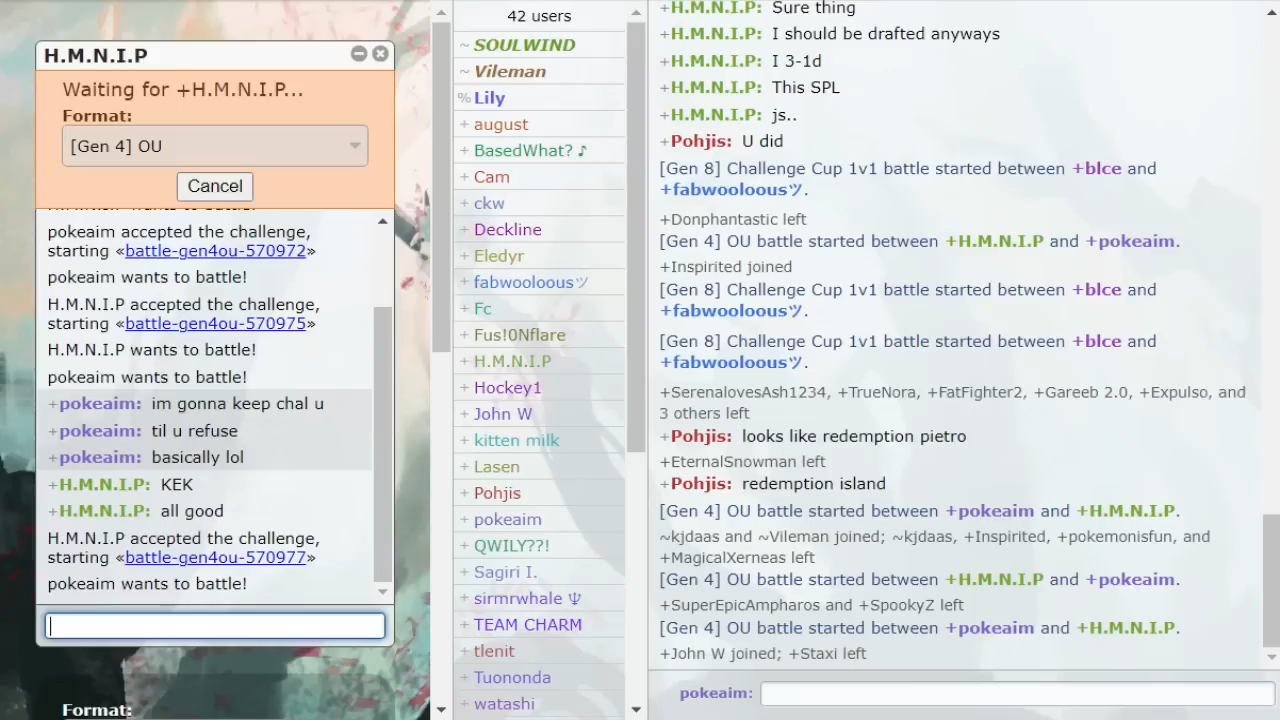 H.M.N.I.P
Waiting for +H.M.N.I.P...
Format:
[Gen 4] OU
Cancel
pokeaim accepted the challenge,
starting «battle-gen4ou-570972»
pokeaim wants to battle!
H.M.N.I.P accepted the challenge,
starting «battle-gen4ou-570975»
H.M.N.I.P wants to battle!
pokeaim wants to battle!
+pokeaim: im gonna keep chal u
+pokeaim: til u refuse
+pokeaim: basically lol
+H.M.N.I.P: KEK
+H.M.N.I.P: all good
H.M.N.I.P accepted the challenge,
starting «battle-gen4ou-570977»
pokeaim wants to battle!
Format:
42 users
~ SOULWIND
~ Vileman
% Lily
+ august
+ BasedWhat? ♪
+ Cam
+ ckw
+ Deckline
+ Eledyr
+ fabwoolousツ
+ Fc
+ Fus!0Nflare
+ H.M.N.I.P
+ Hockey1
+ John W
+ kitten milk
+ Lasen
+ Pohjis
+ pokeaim
+ QWILY??!
+ Sagiri I.
+ sirmrwhale Ψ
+ TEAM CHARM
+ tlenit
+ Tuononda
+ watashi
+H.M.N.I.P: Sure thing
+H.M.N.I.P: I should be drafted anyways
+H.M.N.I.P: I 3-1d
+H.M.N.I.P: This SPL
+H.M.N.I.P: js..
+Pohjis: U did
[Gen 8] Challenge Cup 1v1 battle started between +blce and
+fabwooloousツ.
+Donphantastic left
[Gen 4] OU battle started between +H.M.N.I.P and +pokeaim.
+Inspirited joined
[Gen 8] Challenge Cup 1v1 battle started between +blce and
+fabwooloousツ.
[Gen 8] Challenge Cup 1v1 battle started between +blce and
+fabwooloousツ.
+SerenalovesAsh1234, +TrueNora, +FatFighter2, +Gareeb 2.0, +Expulso, and
3 others left
+Pohjis: looks like redemption pietro
+EternalSnowman left
+Pohjis: redemption island
[Gen 4] OU battle started between +pokeaim and +H.M.N.I.P.
~kjdaas and ~Vileman joined; ~kjdaas, +Inspirited, +pokemonisfun, and
+MagicalXerneas left
[Gen 4] OU battle started between +H.M.N.I.P and +pokeaim.
+SuperEpicAmpharos and +SpookyZ left
[Gen 4] OU battle started between +pokeaim and +H.M.N.I.P.
+John W joined; +Staxi left
pokeaim: